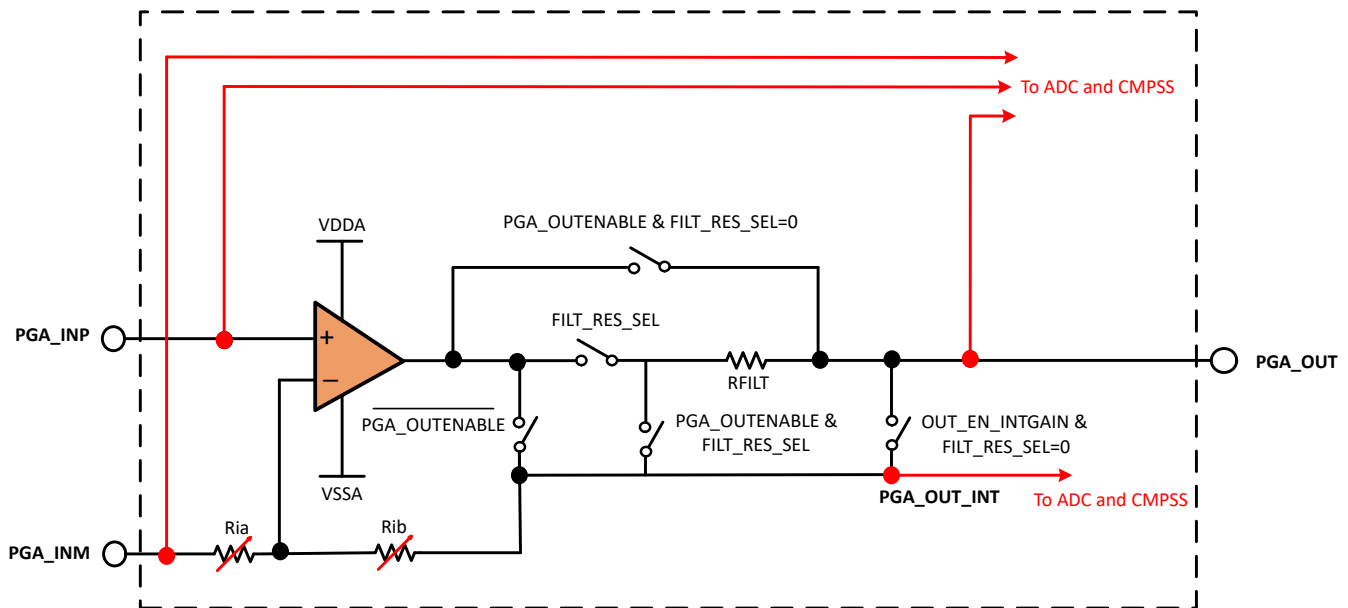 To ADC and CMPSS
VDDA
PGA_OUTENABLE & FILT_RES_SEL=0
PGA_INP
+
FILT_RES_SEL
−
RFILT
PGA_OUT
PGA_OUTENABLE
PGA_OUTENABLE &
FILT_RES_SEL
OUT_EN_INTGAIN &
FILT_RES_SEL=0
VSSA
PGA_OUT_INT
To ADC and CMPSS
PGA_INM
Ria
Rib